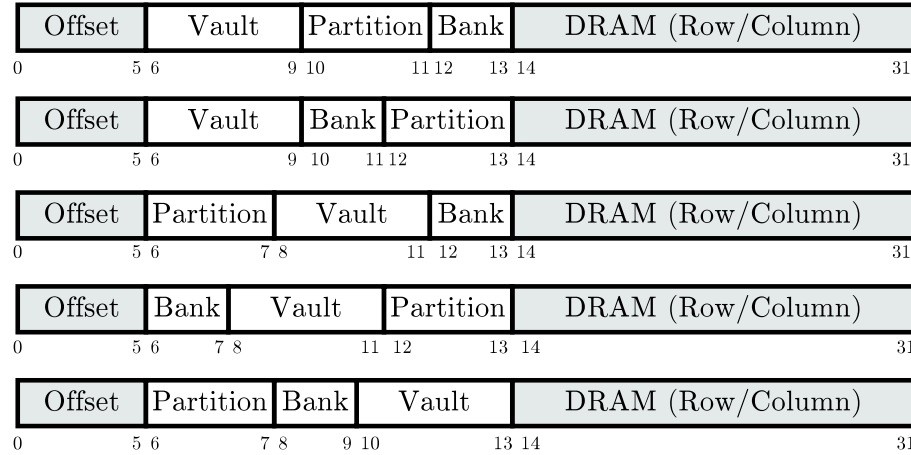 Offset Vault Partition Bank DRAM (Row/Column)
0 5 6 9 10 11 12 13 14 31
Offset Vault Bank Partition DRAM (Row/Column)
0 5 6 9 10 11 12 13 14 31
Offset Partition Vault Bank DRAM (Row/Column)
0 5 6 7 8 11 12 13 14 31
Offset Bank Vault Partition DRAM (Row/Column)
0 5 6 7 8 11 12 13 14 31
Offset Partition Bank Vault DRAM (Row/Column)
0 5 6 7 8 9 10 13 14 31